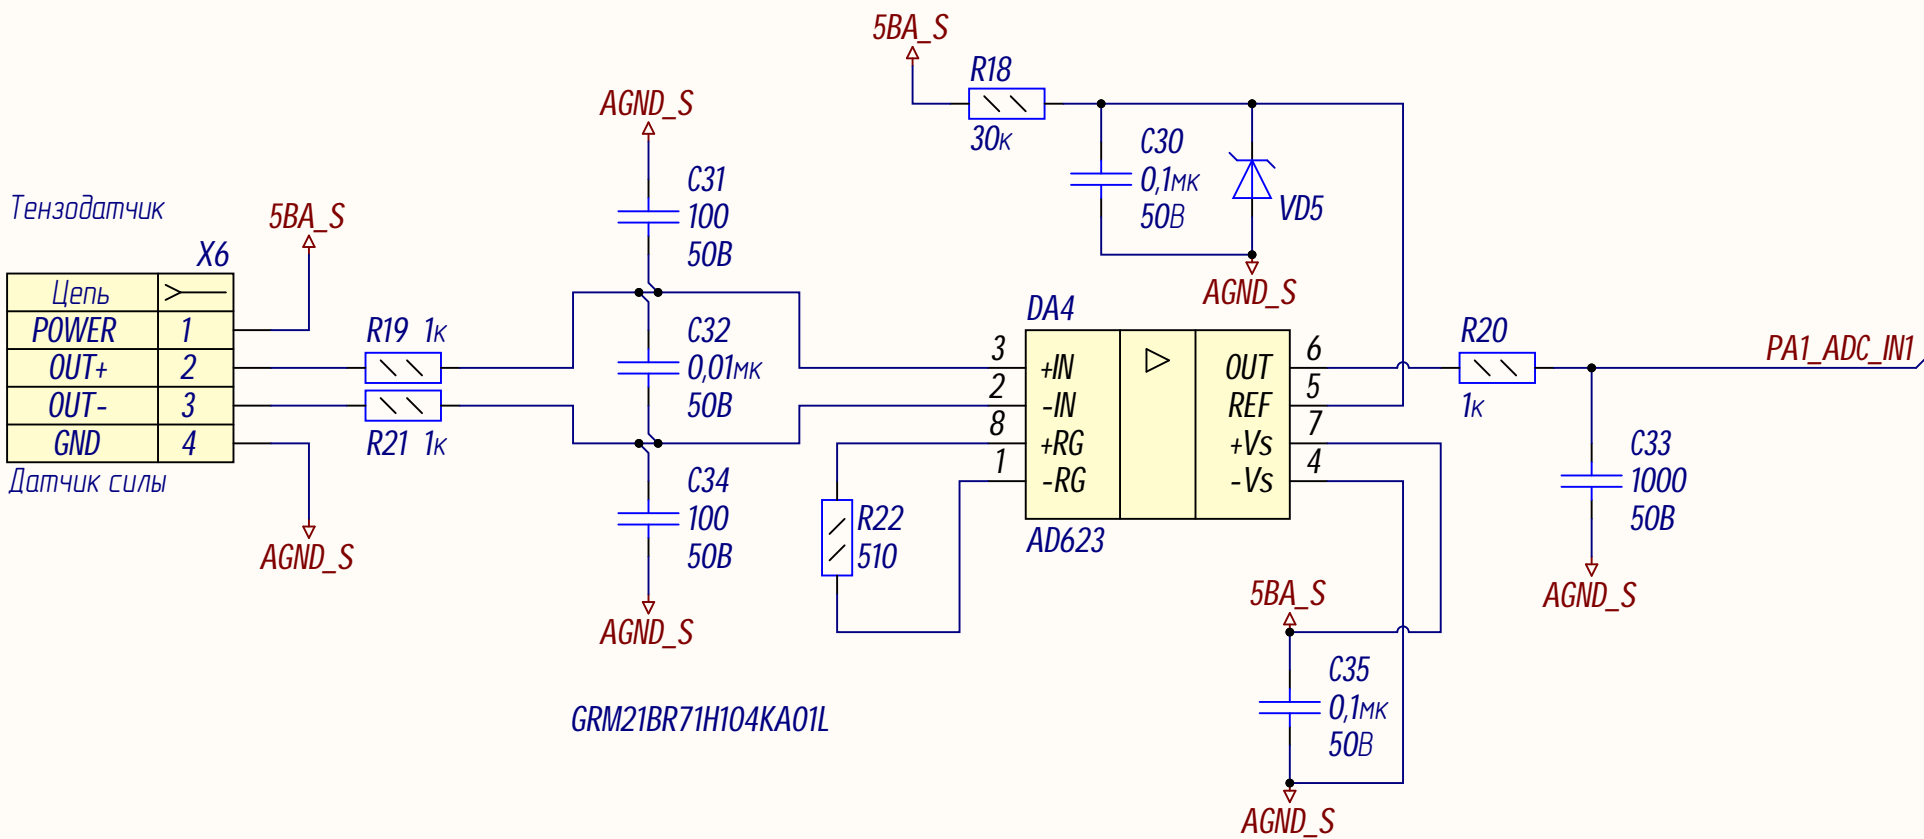 5ВА_S
R18
30к
C30
0,1мк
50В
VD5
AGND_S
AGND_S
C31
100
50В
Тензодатчик
5ВА_S
X6
Цепь
POWER 1
OUT+ 2
OUT- 3
GND 4
Датчик силы
AGND_S
R19 1к
R21 1к
C32
0,01мк
50В
C34
100
50В
AGND_S
DA4
3 +IN OUT 6
2 -IN REF 5
8 +RG +Vs 7
1 -RG -Vs 4
AD623
R22
510
R20
1к
PA1_ADC_IN1
C33
1000
50В
AGND_S
5ВА_S
C35
0,1мк
50В
AGND_S
GRM21BR71H104KA01L